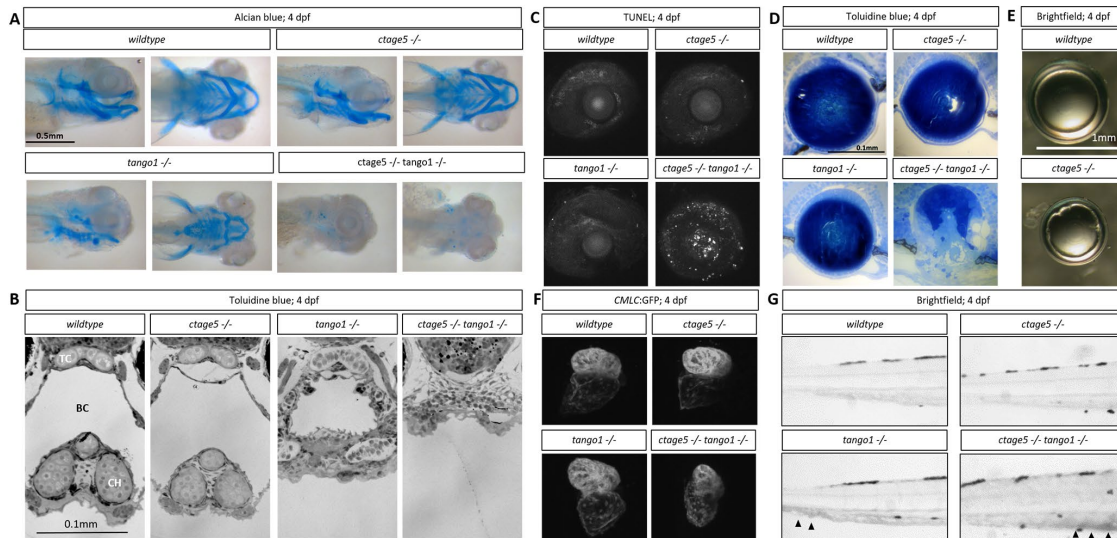 A
Alcian blue; 4 dpf
wildtype
ctage5 -/-
0.5mm
tango1 -/-
ctage5 -/- tango1 -/-
B
Toluidine blue; 4 dpf
wildtype
ctage5 -/-
tango1 -/-
ctage5 -/- tango1 -/-
TC
BC
CH
0.1mm
C
TUNEL; 4 dpf
wildtype
ctage5 -/-
tango1 -/-
ctage5 -/- tango1 -/-
D
Toluidine blue; 4 dpf
wildtype
ctage5 -/-
0.1mm
tango1 -/-
ctage5 -/- tango1 -/-
E
Brightfield; 4 dpf
wildtype
1mm
ctage5 -/-
F
CMLC:GFP; 4 dpf
wildtype
ctage5 -/-
tango1 -/-
ctage5 -/- tango1 -/-
G
Brightfield; 4 dpf
wildtype
ctage5 -/-
tango1 -/-
ctage5 -/- tango1 -/-